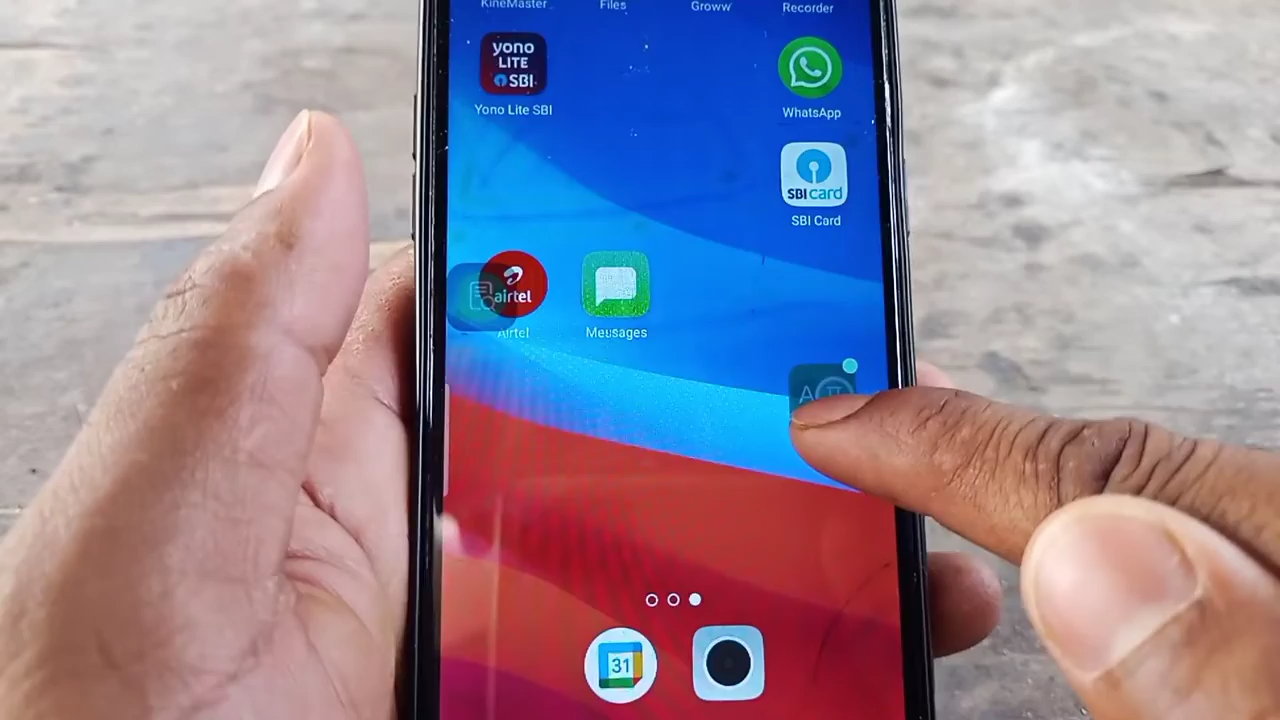 KineMaster Files Groww Recorder
yono
LITE
SBI
Yono Lite SBI
WhatsApp
SBI card
SBI Card
airtel
Airtel
Messages
A
31